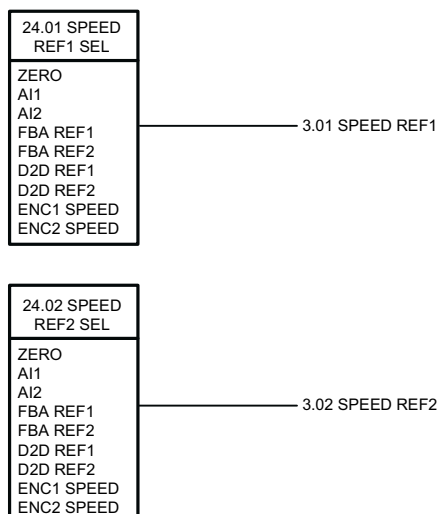 24.01 SPEED
REF1 SEL
ZERO
AI1
AI2
FBA REF1
FBA REF2
D2D REF1
D2D REF2
ENC1 SPEED
ENC2 SPEED
3.01 SPEED REF1
24.02 SPEED
REF2 SEL
ZERO
AI1
AI2
FBA REF1
FBA REF2
D2D REF1
D2D REF2
ENC1 SPEED
ENC2 SPEED
3.02 SPEED REF2